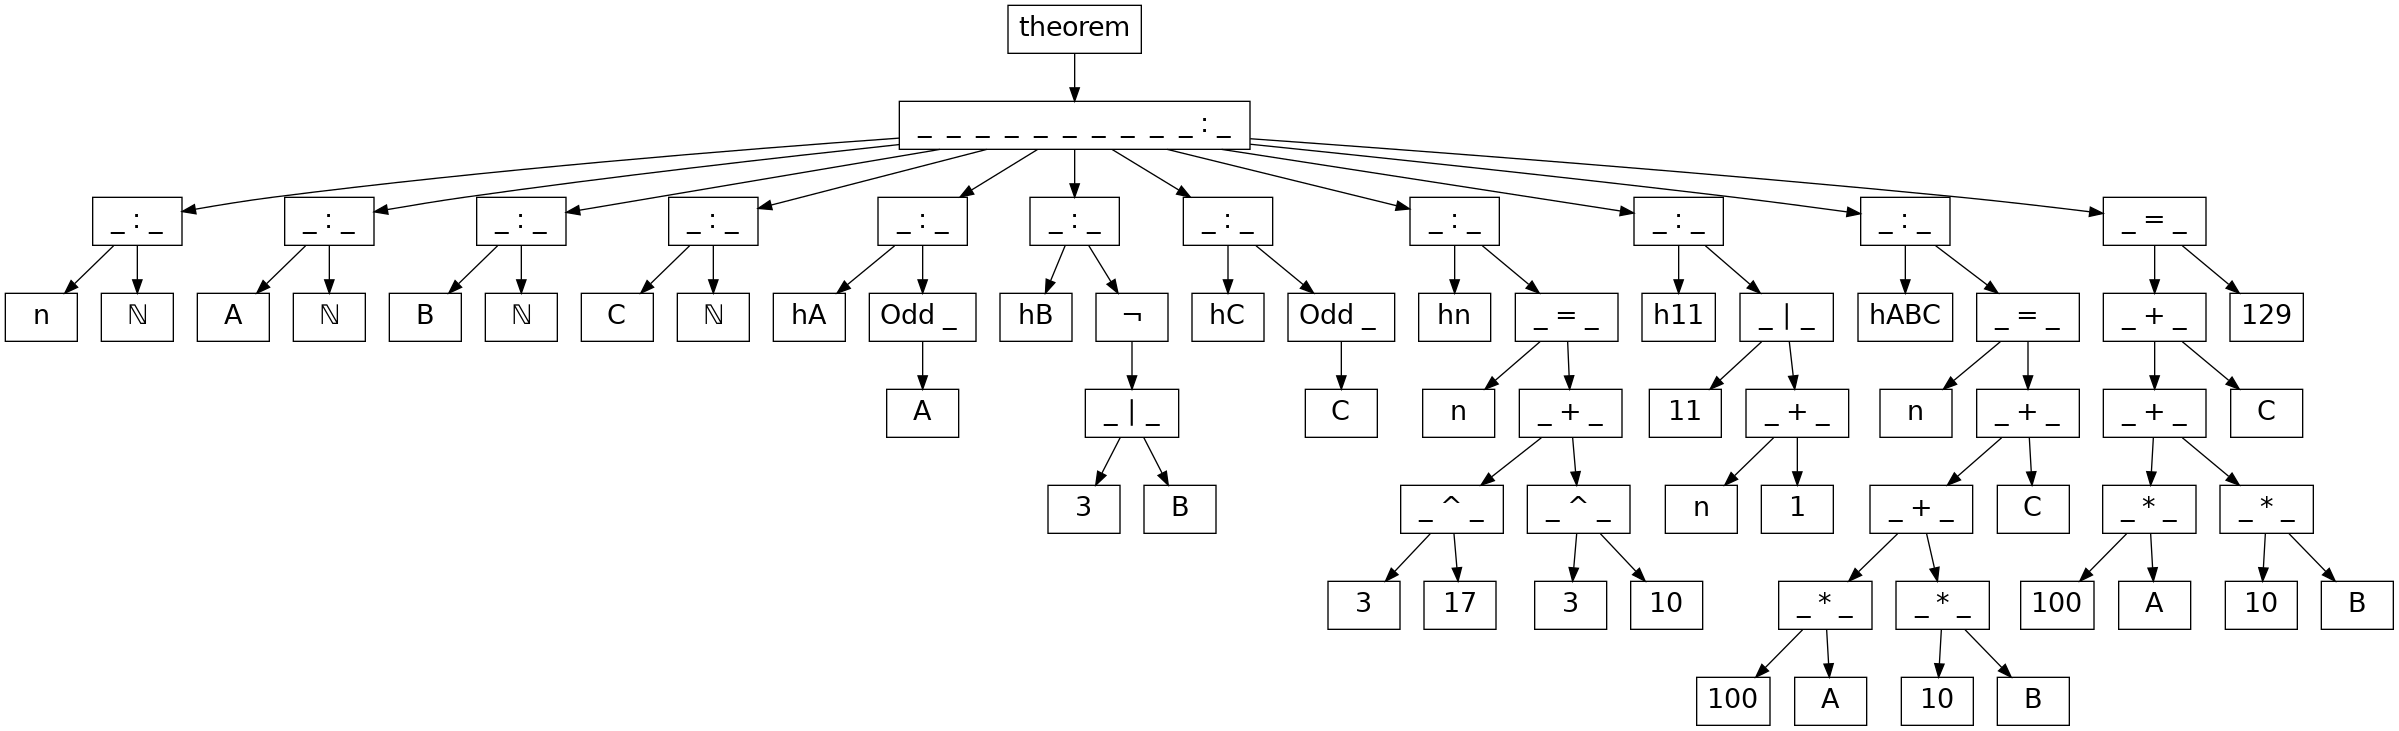 theorem
_ _ _ _ _ _ _ _ _ _ : _
_ : _ _ : _ _ : _ _ : _ _ : _ _ : _ _ : _ _ : _ _ : _ _ : _ _ = _
n ℕ A ℕ B ℕ C ℕ hA Odd _ hB ¬ hC Odd _ hn _ = _ h11 _ | _ hABC _ = _ _ + _ 129
A _ | _ C n _ + _ 11 _ + _ n _ + _ _ + _ C
3 B _ ^ _ _ ^ _ n 1 _ + _ C _ * _ _ * _
3 17 3 10 _ * _ _ * _ 100 A 10 B
100 A 10 B